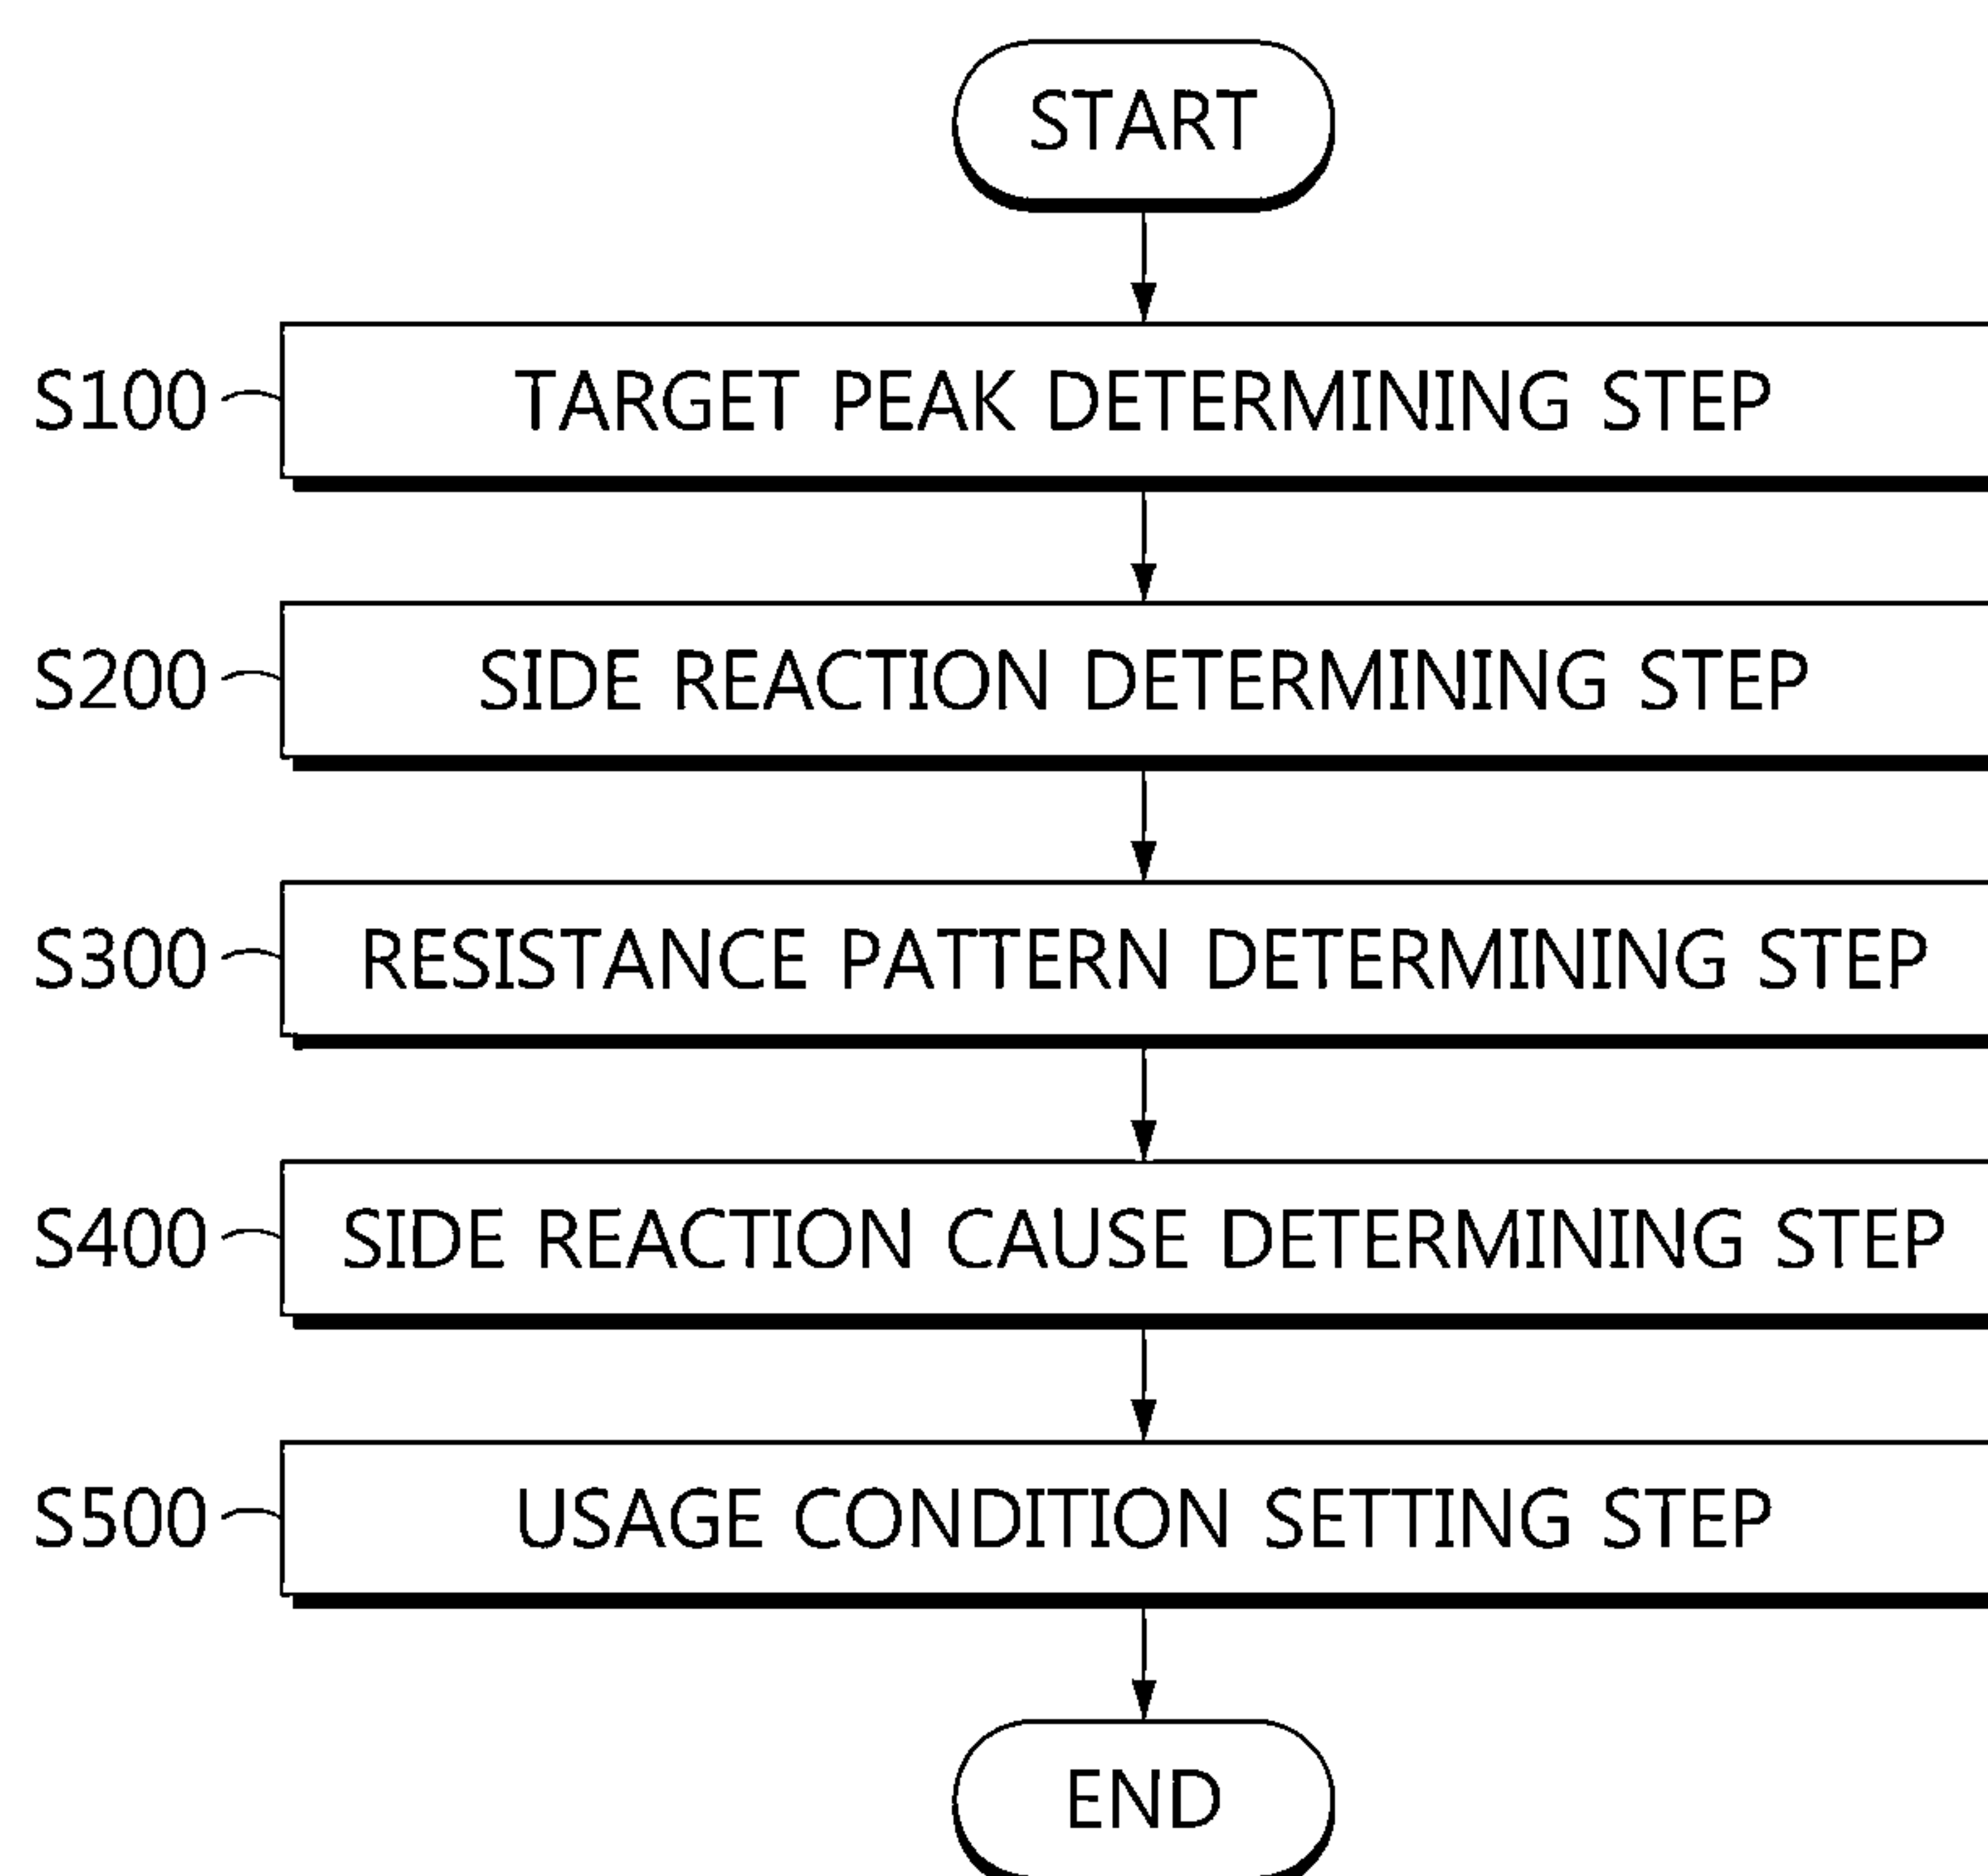 START
S100 TARGET PEAK DETERMINING STEP
S200 SIDE REACTION DETERMINING STEP
S300 RESISTANCE PATTERN DETERMINING STEP
S400 SIDE REACTION CAUSE DETERMINING STEP
S500 USAGE CONDITION SETTING STEP
END